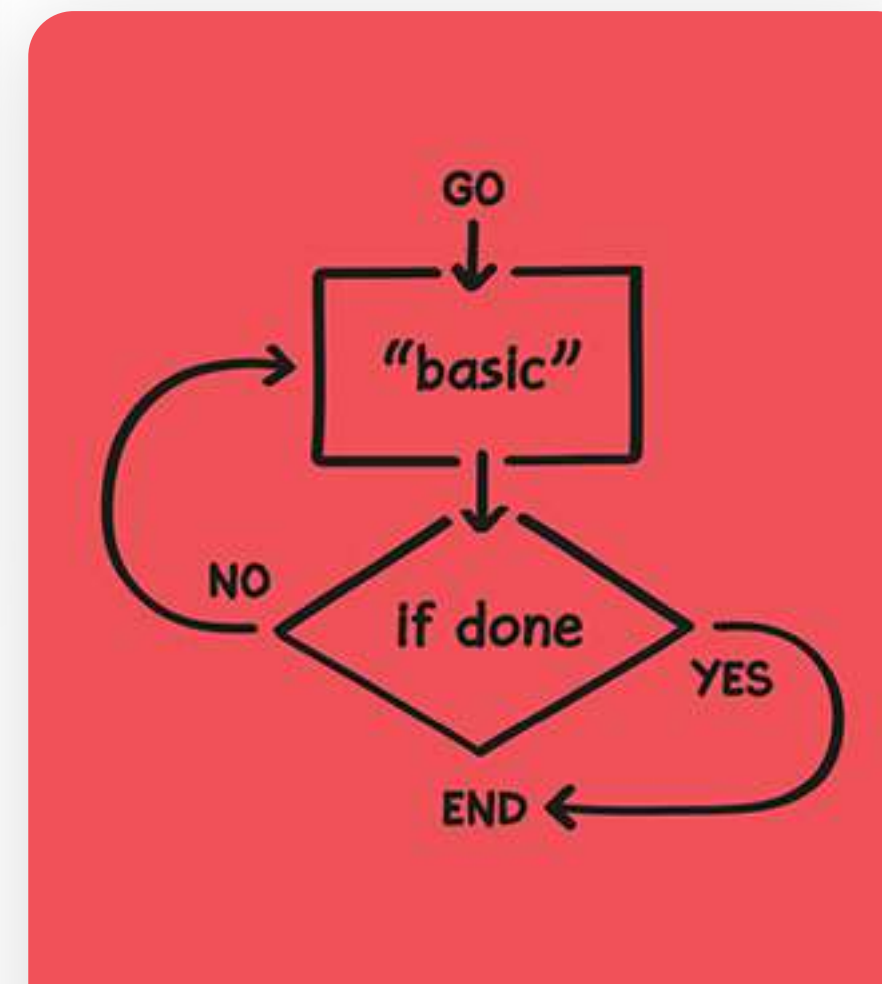 GO
“basic”
NO
if done
YES
END